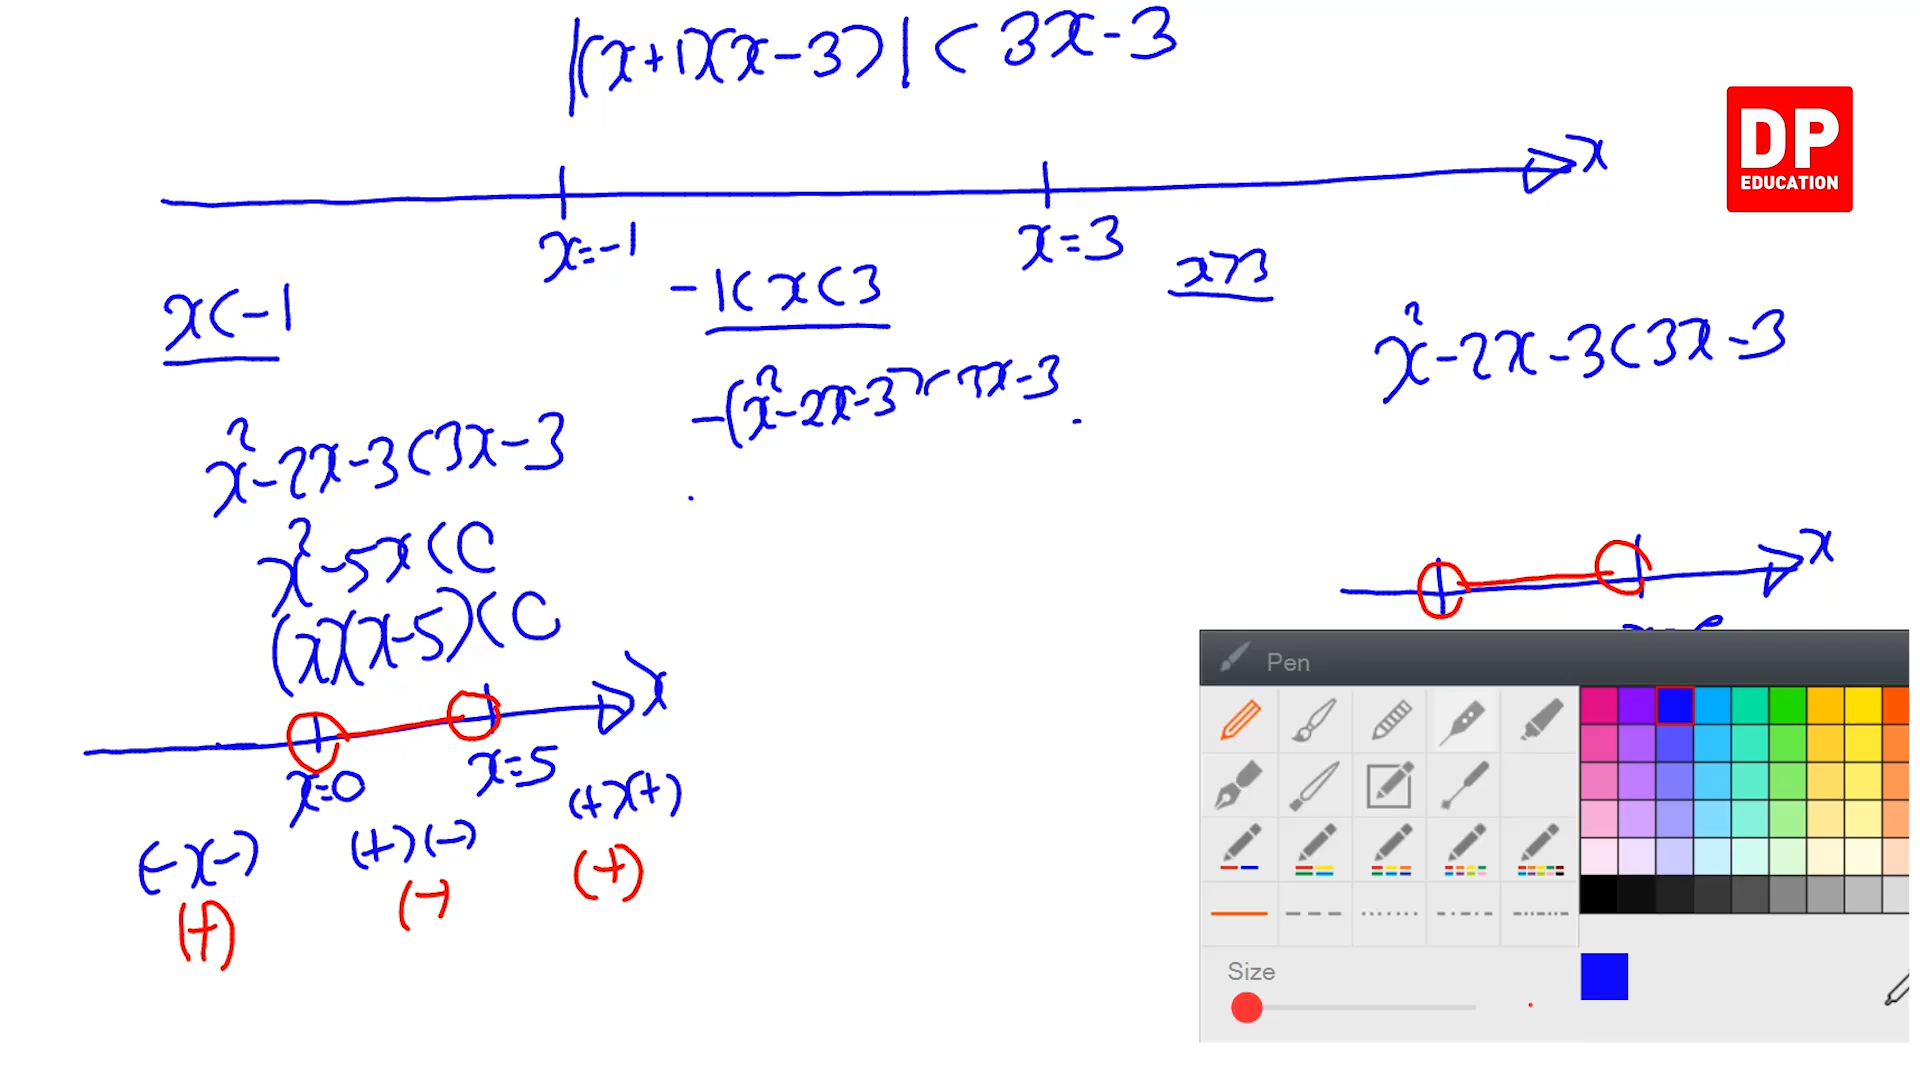 |(x+1)(x-3)| < 3x-3
DP
EDUCATION
x
x=-1
x=3
x<-1
-1<x<3
x>3
x²-2x-3<3x-3
-(x²-2x-3)<3x-3
x²-2x-3<3x-3
x²-5x<0
(x)(x-5)<0
x
x=0
x=5
(-)(-)
(+)(-)
(+)(+)
(+)
(-)
(+)
x
Pen
Size